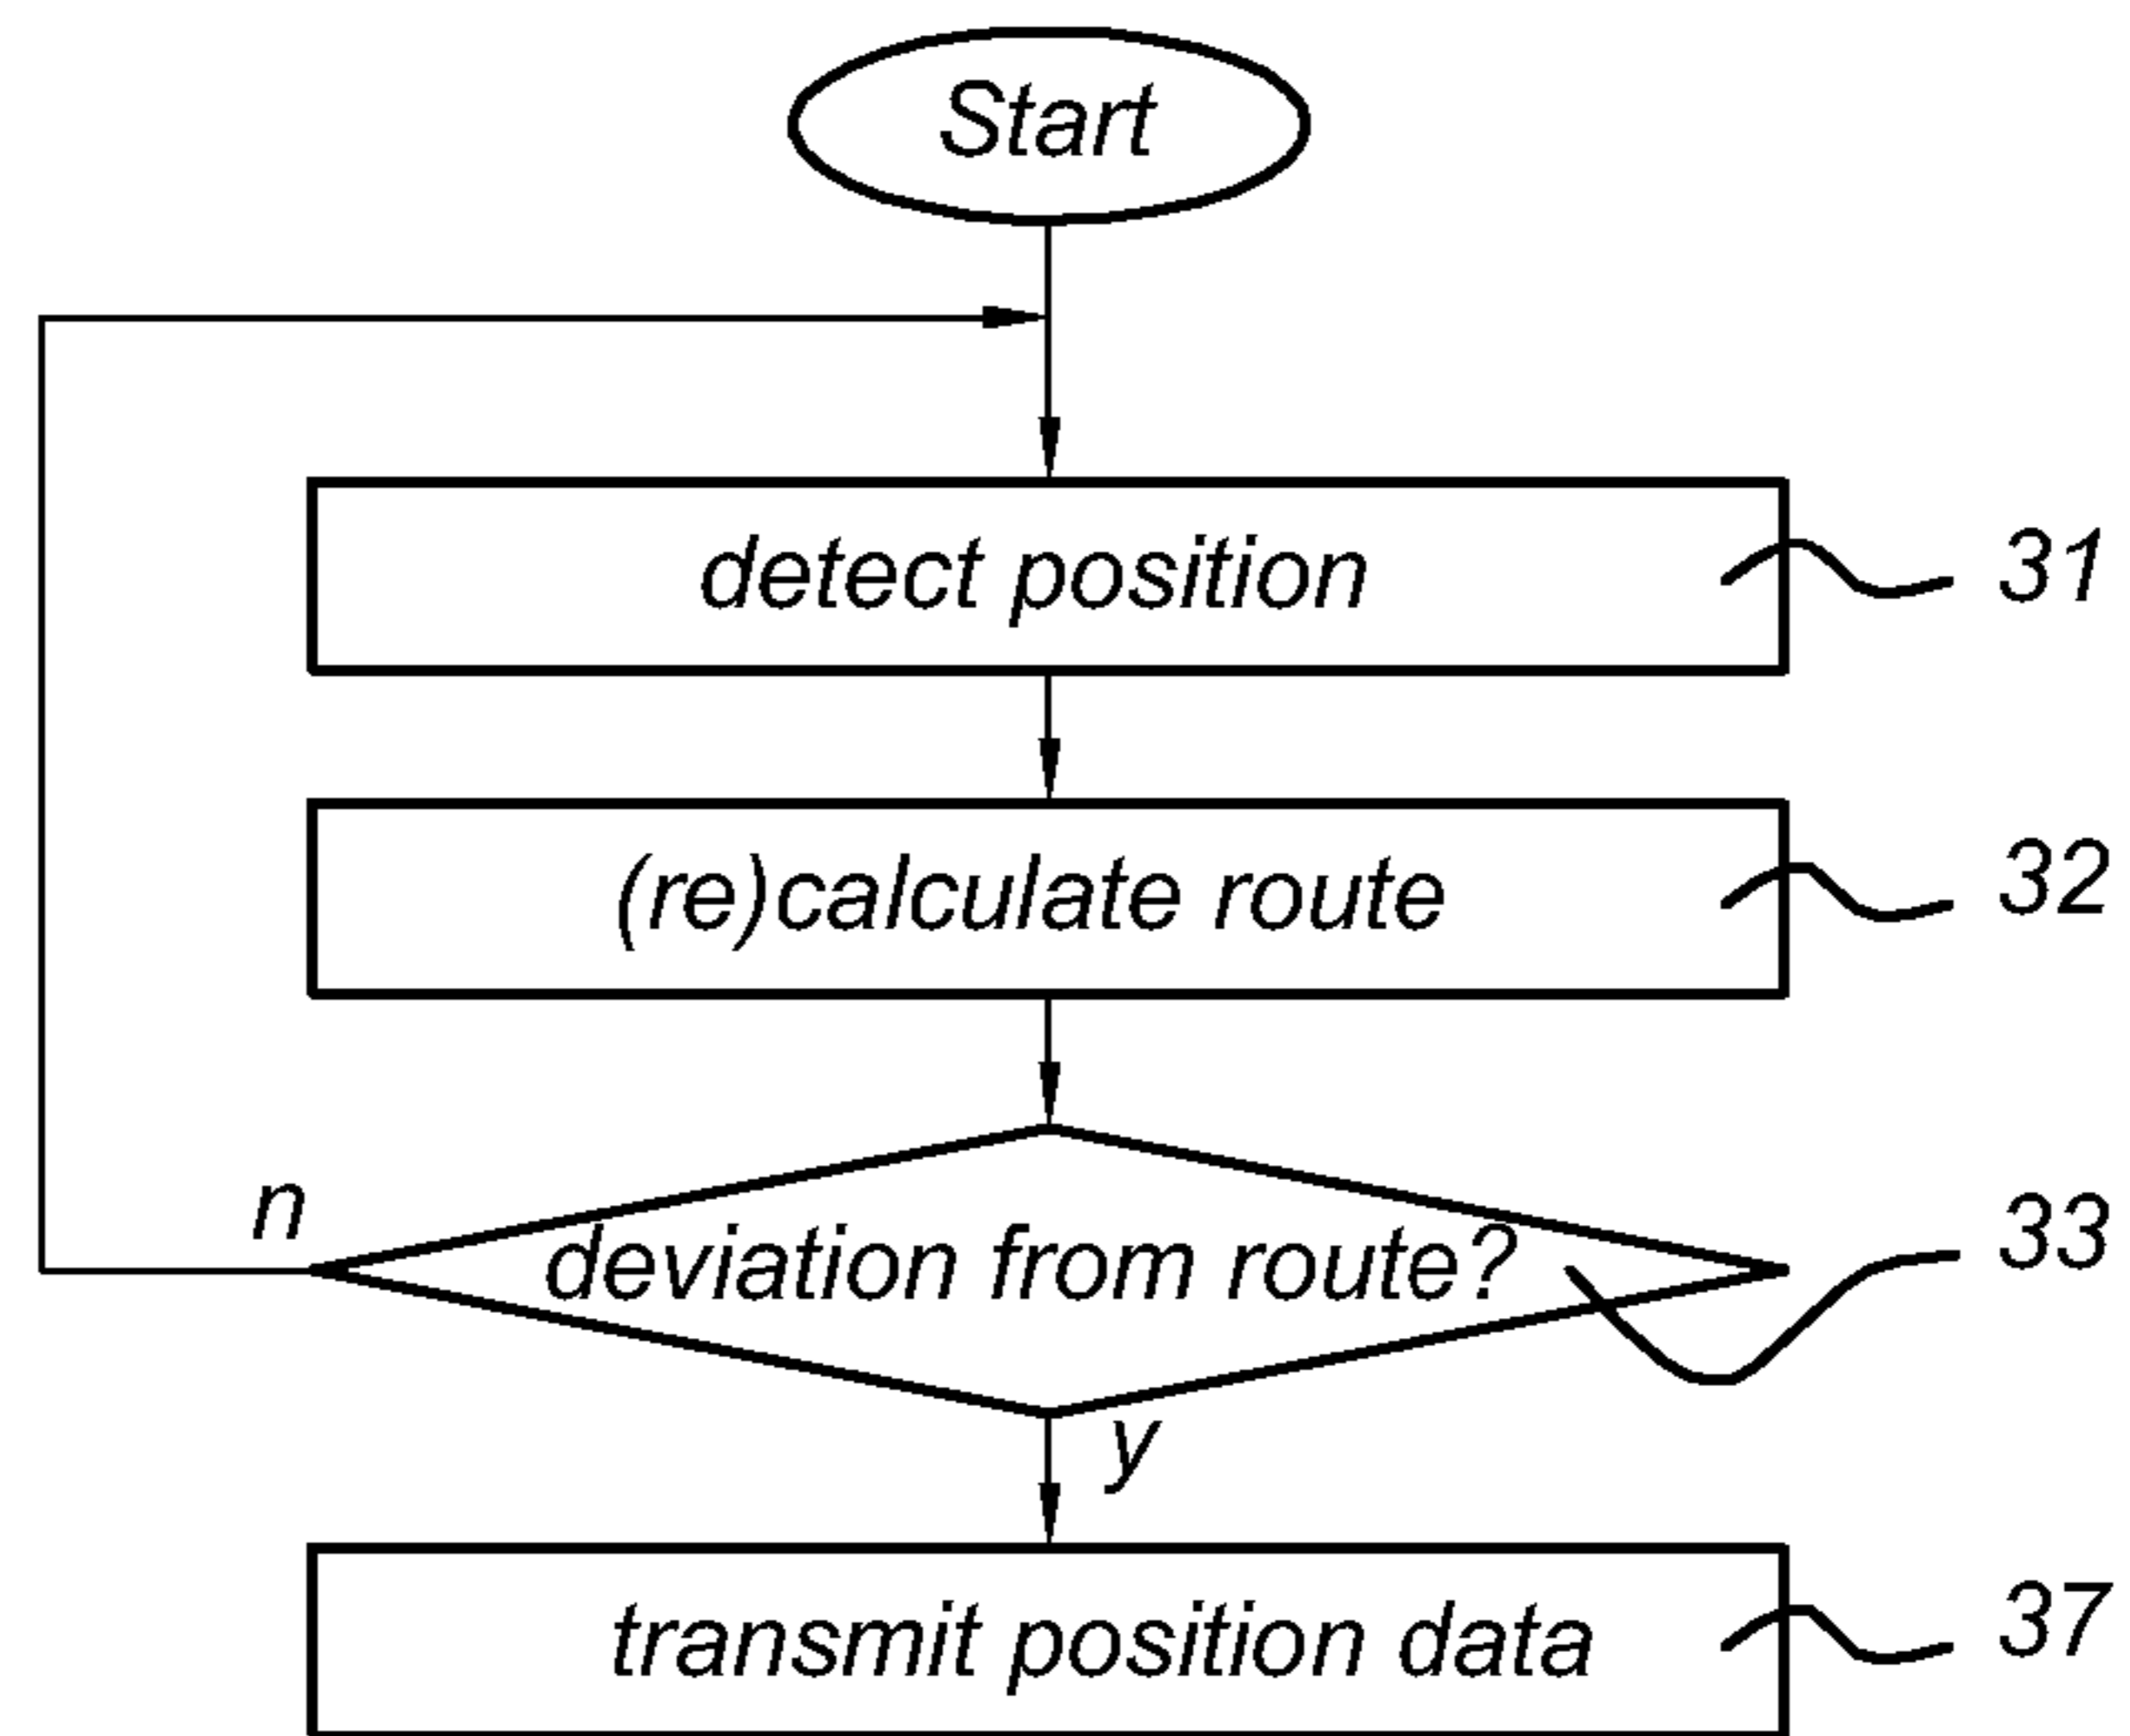 Start
detect position
31
(re)calculate route
32
n
deviation from route?
33
y
transmit position data
37